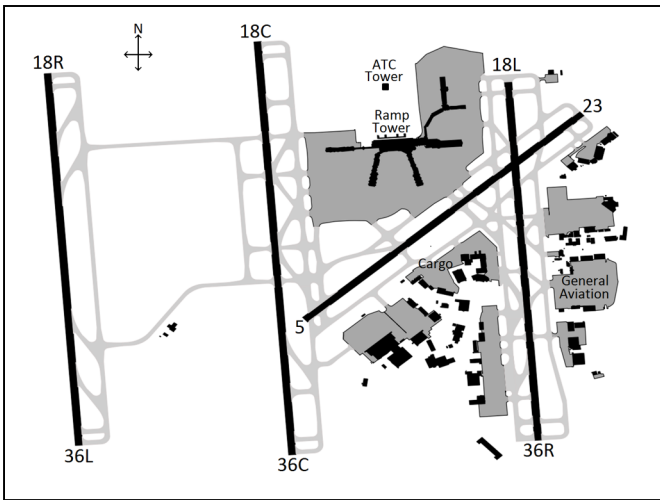 N
18C
18R
ATC
Tower
18L
23
Ramp
Tower
Cargo
General
Aviation
5
36L
36C
36R